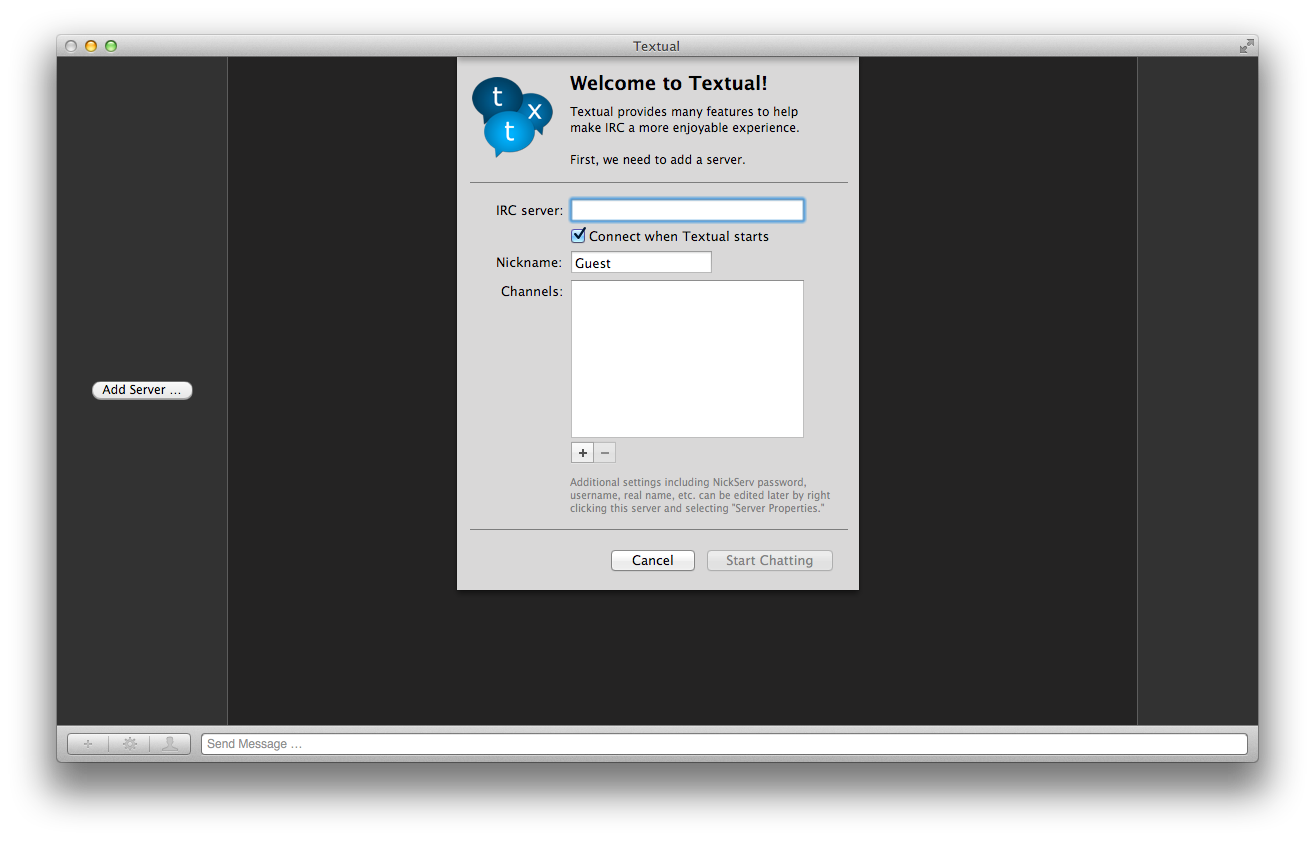 Textual
t
x
t
Welcome to Textual!
Textual provides many features to help
make IRC a more enjoyable experience.
First, we need to add a server.
IRC server:
Connect when Textual starts
Nickname: Guest
Channels:
Add Server ...
+ −
Additional settings including NickServ password,
username, real name, etc. can be edited later by right
clicking this server and selecting "Server Properties."
Cancel Start Chatting
+
Send Message ...